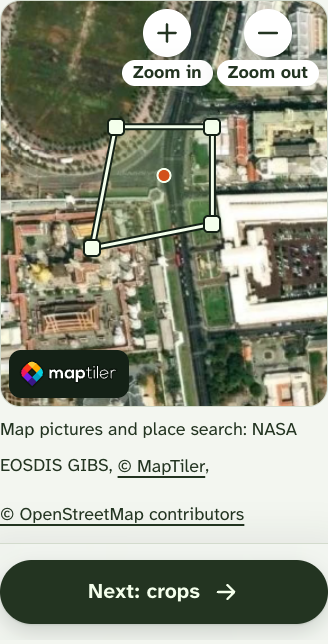 Zoom in
Zoom out
maptiler
Map pictures and place search: NASA
EOSDIS GIBS, © MapTiler,
© OpenStreetMap contributors
Next: crops →